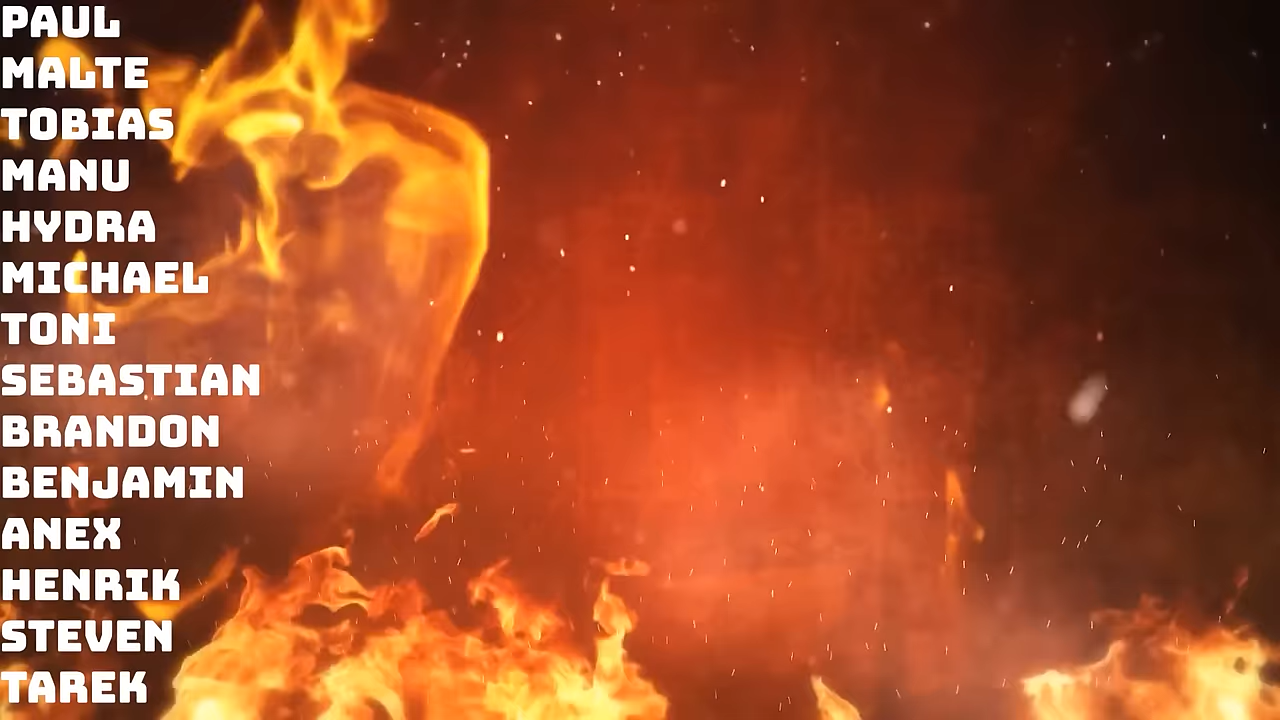 PAUL
MALTE
TOBIAS
MANU
HYDRA
MICHAEL
TONI
SEBASTIAN
BRANDON
BENJAMIN
ANEX
HENRIK
STEVEN
TAREK